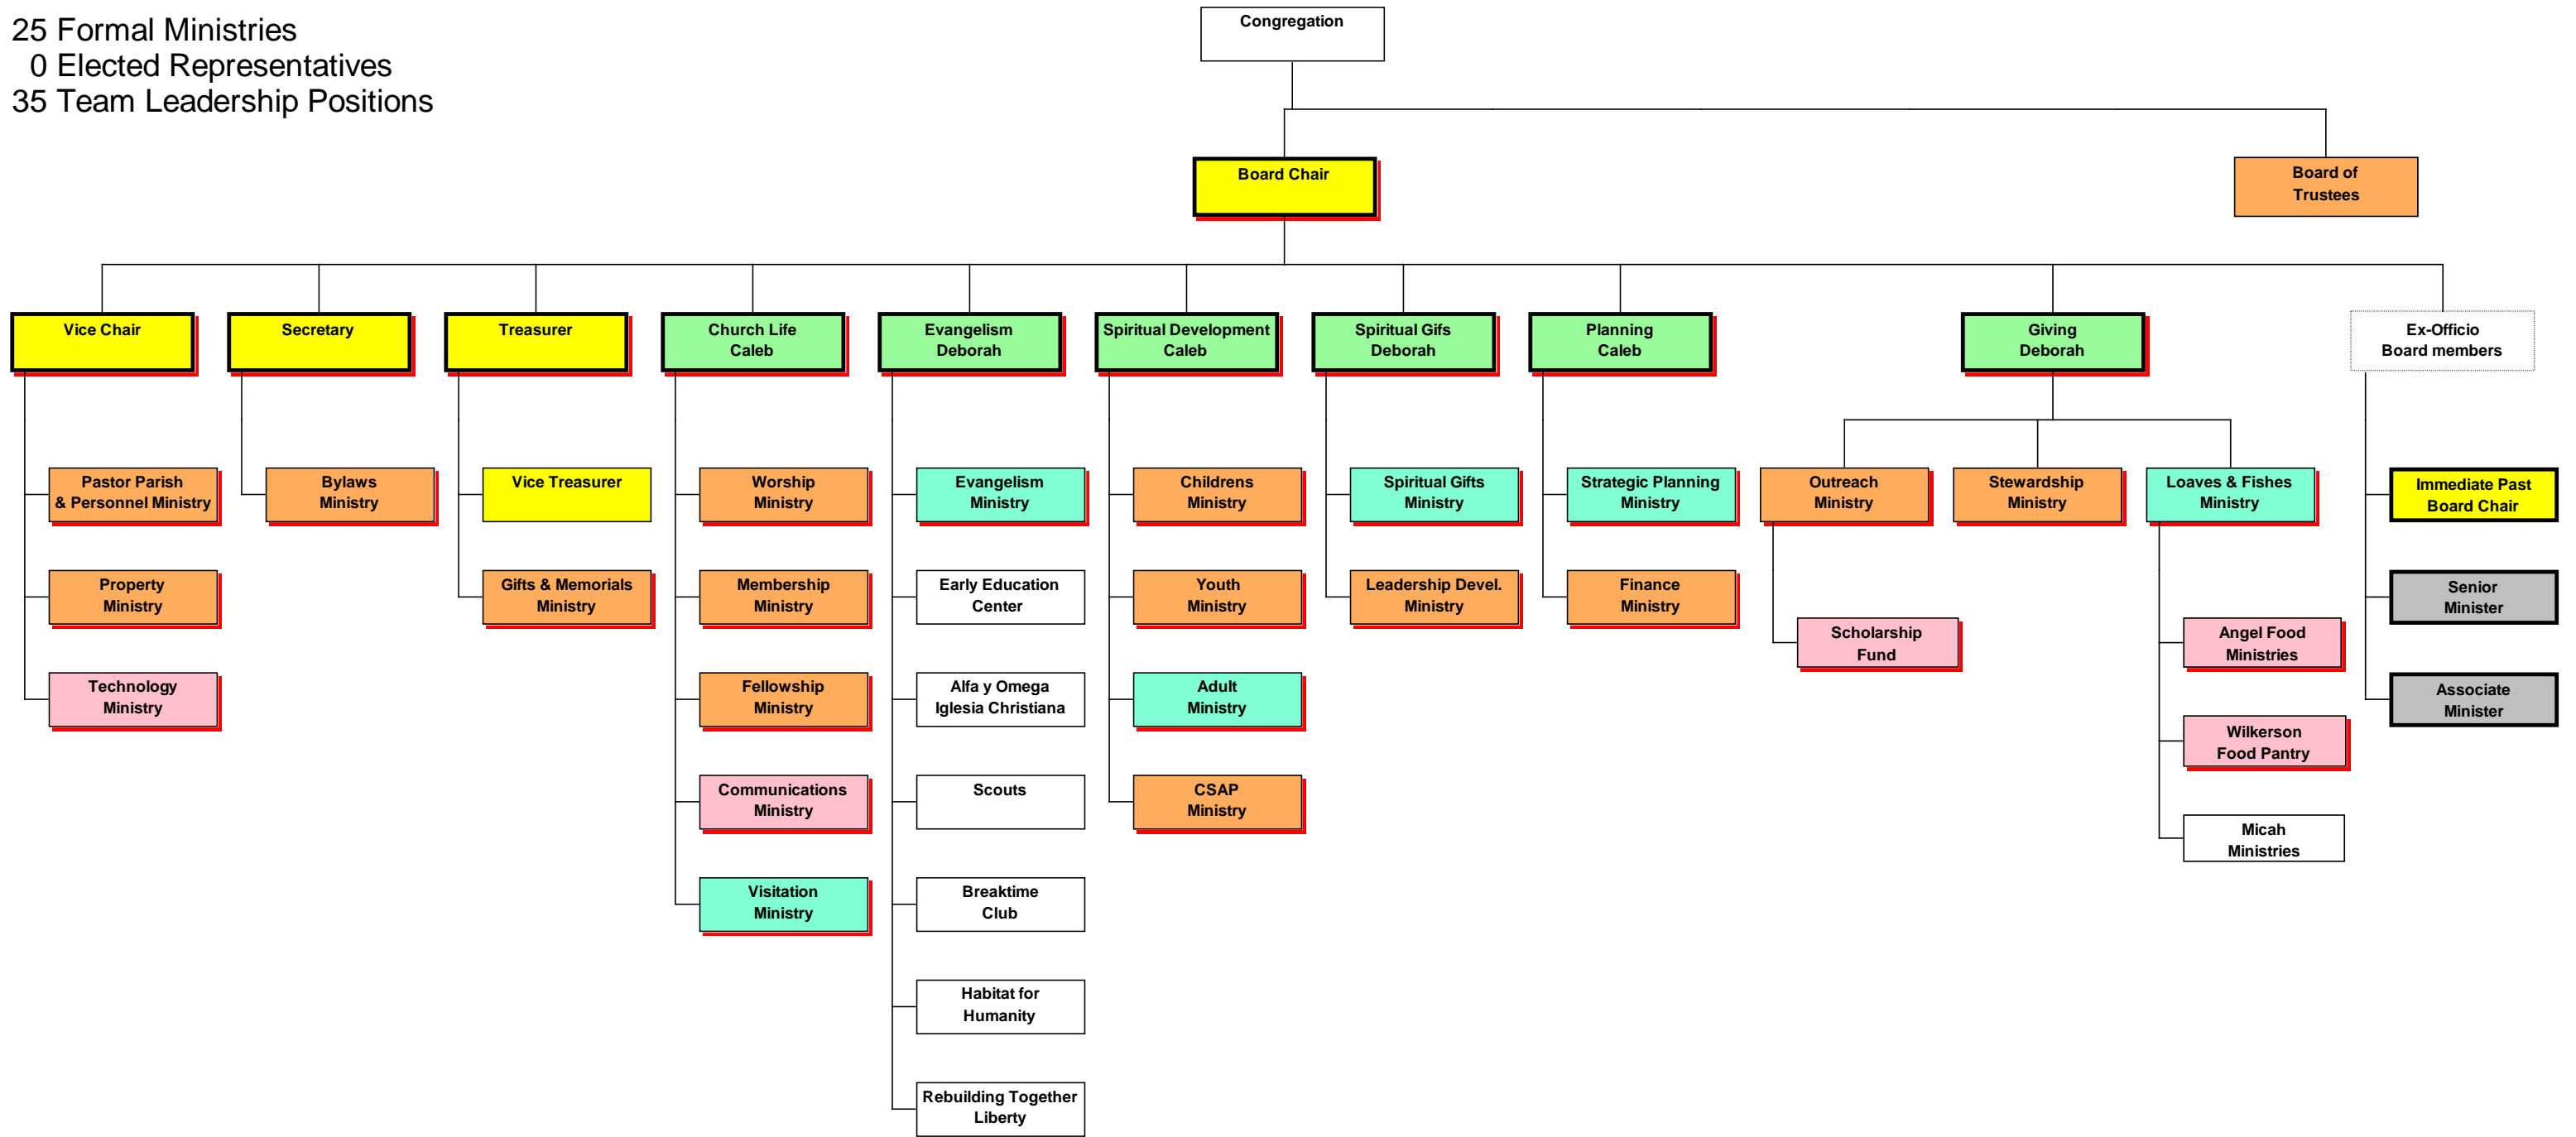 25 Formal Ministries
0 Elected Representatives
35 Team Leadership Positions
Congregation
Board Chair
Board of
Trustees
Vice Chair
Secretary
Treasurer
Church Life
Caleb
Evangelism
Deborah
Spiritual Development
Caleb
Spiritual Gifs
Deborah
Planning
Caleb
Giving
Deborah
Ex-Officio
Board members
Pastor Parish
& Personnel Ministry
Property
Ministry
Technology
Ministry
Bylaws
Ministry
Vice Treasurer
Gifts & Memorials
Ministry
Worship
Ministry
Membership
Ministry
Fellowship
Ministry
Communications
Ministry
Visitation
Ministry
Evangelism
Ministry
Early Education
Center
Alfa y Omega
Iglesia Christiana
Scouts
Breaktime
Club
Habitat for
Humanity
Rebuilding Together
Liberty
Childrens
Ministry
Youth
Ministry
Adult
Ministry
CSAP
Ministry
Spiritual Gifts
Ministry
Leadership Devel.
Ministry
Strategic Planning
Ministry
Finance
Ministry
Outreach
Ministry
Scholarship
Fund
Stewardship
Ministry
Loaves & Fishes
Ministry
Angel Food
Ministries
Wilkerson
Food Pantry
Micah
Ministries
Immediate Past
Board Chair
Senior
Minister
Associate
Minister